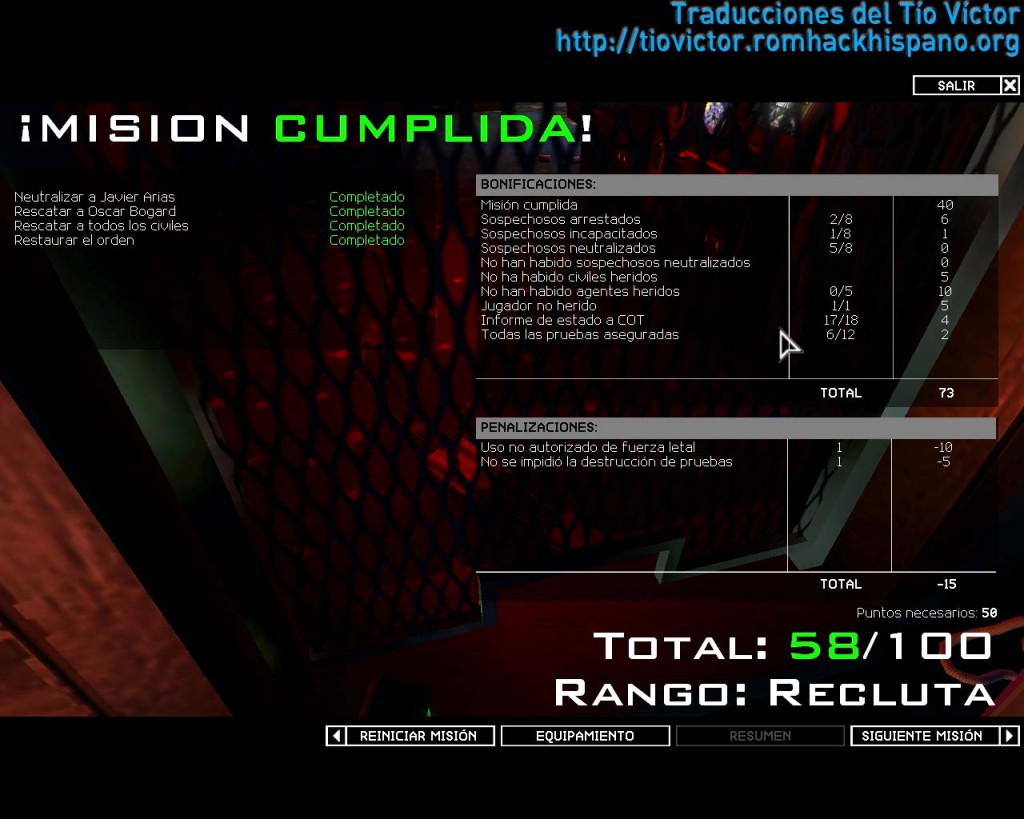 Traducciones del Tío Víctor
http://tiovictor.romhackhispano.org
SALIR X
¡MISION CUMPLIDA!
Neutralizar a Javier Arias Completado
Rescatar a Oscar Bogard Completado
Rescatar a todos los civiles Completado
Restaurar el orden Completado
BONIFICACIONES:
Misión cumplida 40
Sospechosos arrestados 2/8 6
Sospechosos incapacitados 1/8 1
Sospechosos neutralizados 5/8 0
No han habido sospechosos neutralizados 0
No ha habido civiles heridos 5
No han habido agentes heridos 0/5 10
Jugador no herido 1/1 5
Informe de estado a COT 17/18 4
Todas las pruebas aseguradas 6/12 2
TOTAL 73
PENALIZACIONES:
Uso no autorizado de fuerza letal 1 -10
No se impidió la destrucción de pruebas 1 -5
TOTAL -15
Puntos necesarios: 50
TOTAL: 58/100
RANGO: RECLUTA
REINICIAR MISIÓN EQUIPAMIENTO RESUMEN SIGUIENTE MISIÓN